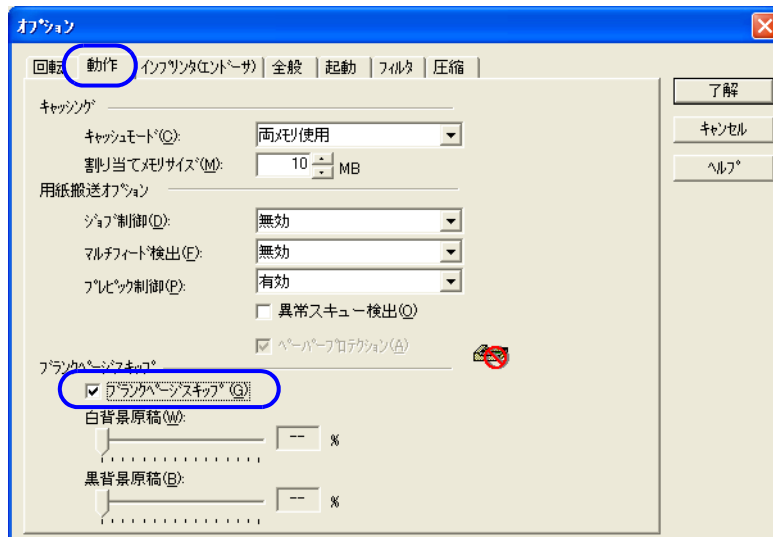 オプション
回転 動作 インプリンタ(エンドーサ) 全般 起動 フィルタ 圧縮
了解
キャンセル
ヘルプ
キャッシング
キャッシュモード(C): 両メモリ使用
割り当てメモリサイズ(M): 10 MB
用紙搬送オプション
ジョブ制御(D): 無効
マルチフィード検出(F): 無効
プレピック制御(P): 有効
異常スキュー検出(O)
ペーパープロテクション(A)
ブランクページスキップ
ブランクページスキップ(G)
白背景原稿(W):
-- %
黒背景原稿(B):
-- %